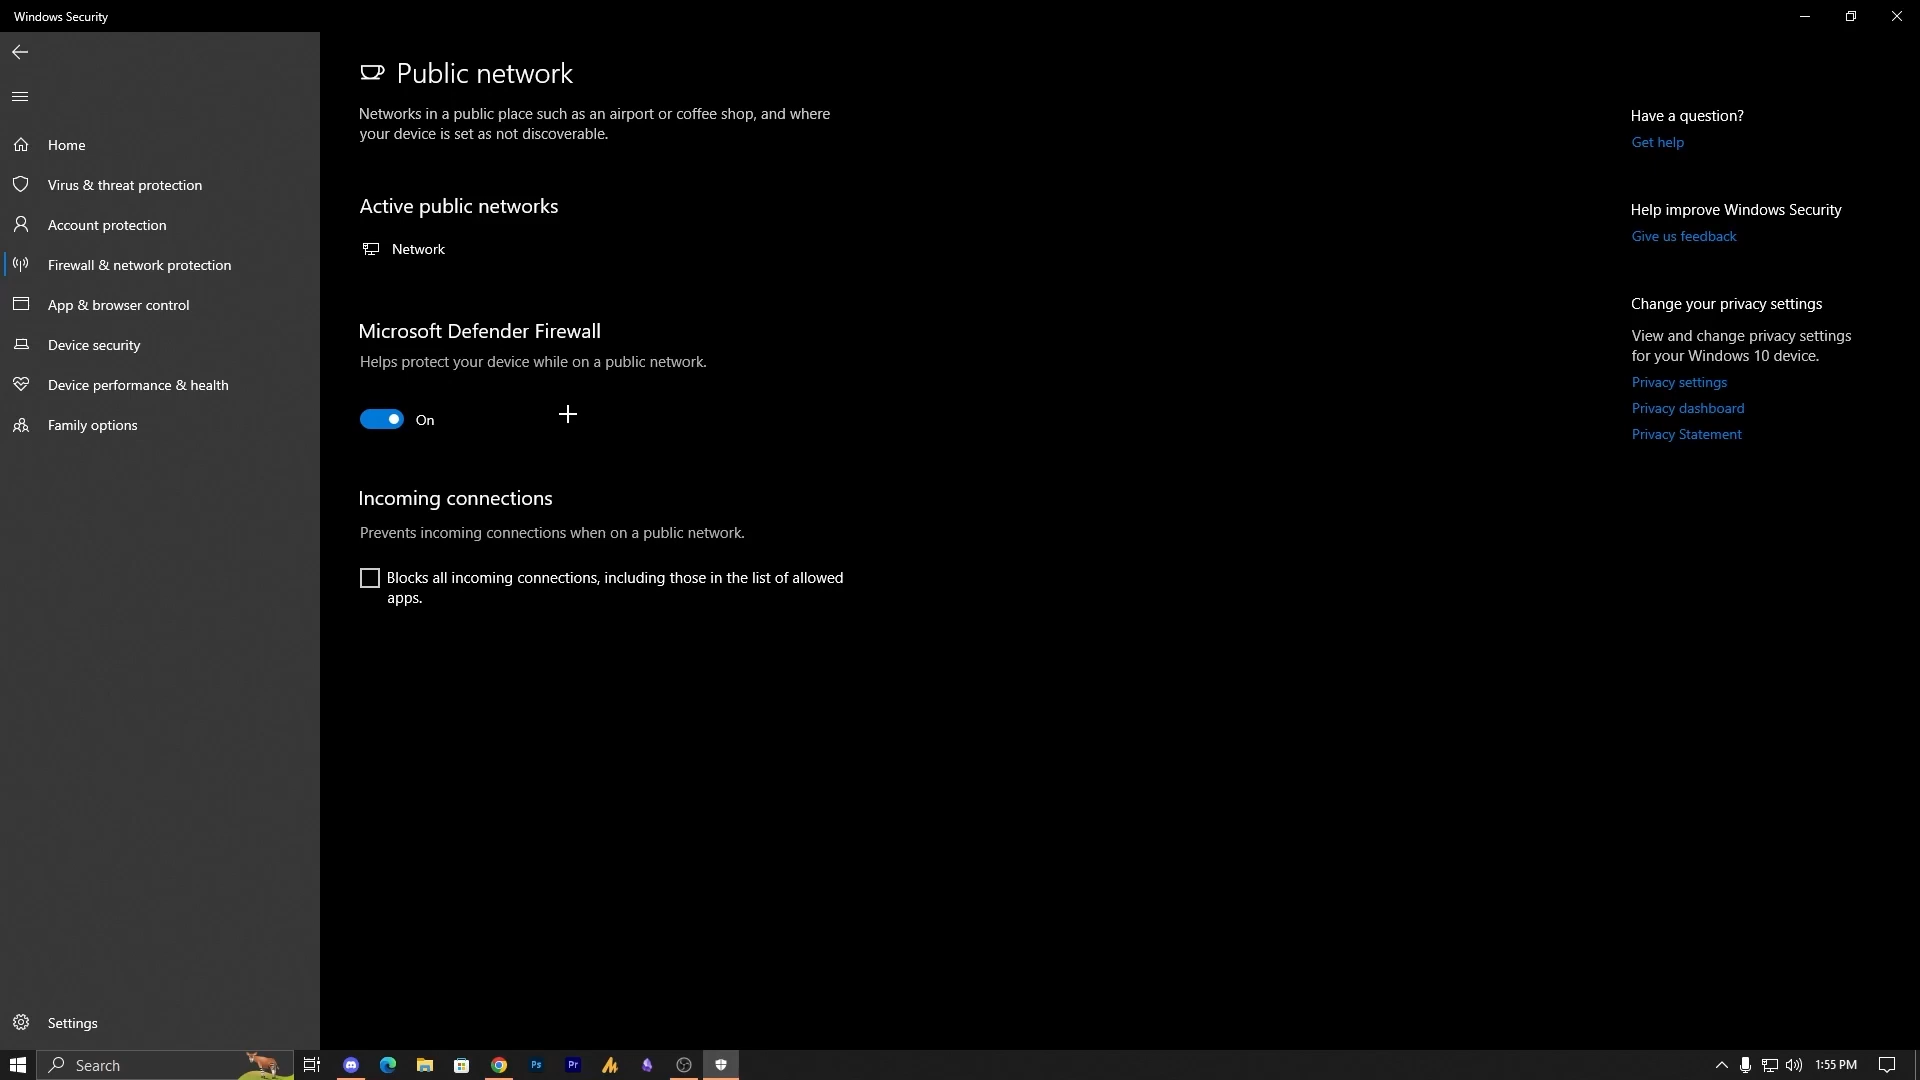 Windows Security
Home
Virus & threat protection
Account protection
Firewall & network protection
App & browser control
Device security
Device performance & health
Family options
Settings
Public network
Networks in a public place such as an airport or coffee shop, and where
your device is set as not discoverable.
Active public networks
Network
Microsoft Defender Firewall
Helps protect your device while on a public network.
On
Incoming connections
Prevents incoming connections when on a public network.
Blocks all incoming connections, including those in the list of allowed
apps.
Have a question?
Get help
Help improve Windows Security
Give us feedback
Change your privacy settings
View and change privacy settings
for your Windows 10 device.
Privacy settings
Privacy dashboard
Privacy Statement
Search
Ps
Pr
1:55 PM